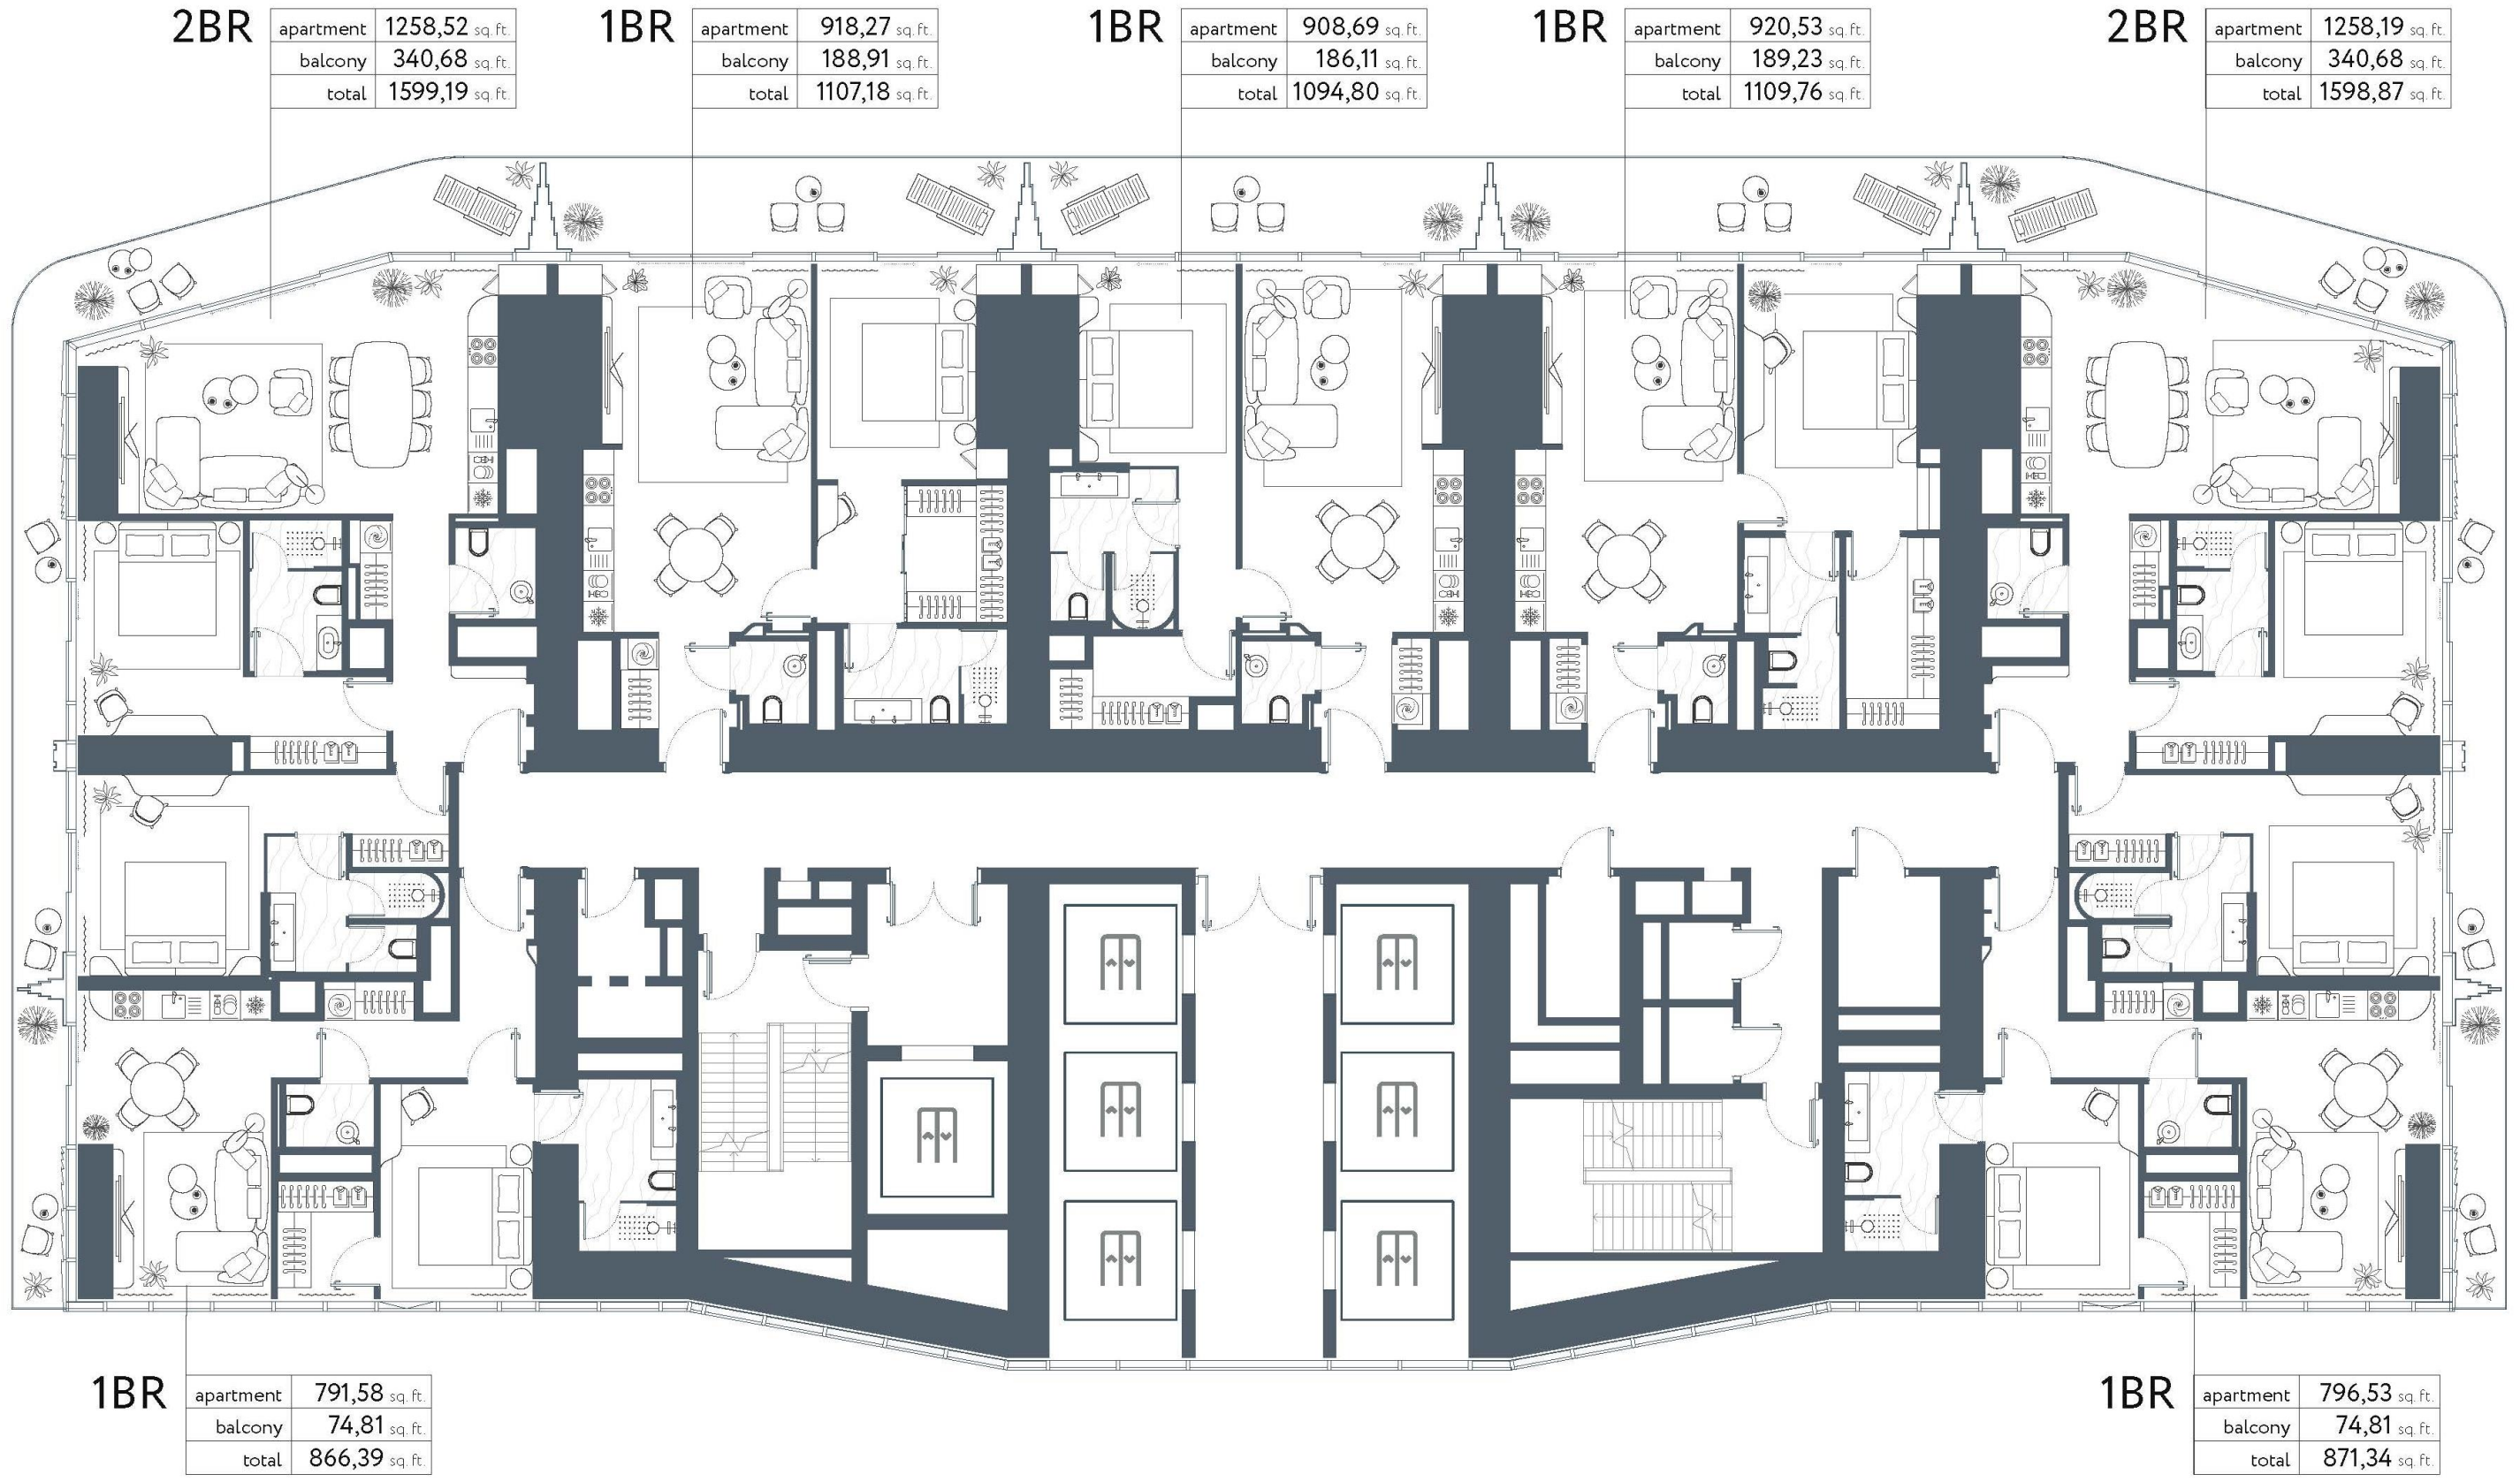 2BR
apartment 1258,52 sq. ft.
balcony 340,68 sq. ft.
total 1599,19 sq. ft.
1BR
apartment 918,27 sq. ft.
balcony 188,91 sq. ft.
total 1107,18 sq. ft.
1BR
apartment 908,69 sq. ft.
balcony 186,11 sq. ft.
total 1094,80 sq. ft.
1BR
apartment 920,53 sq. ft.
balcony 189,23 sq. ft.
total 1109,76 sq. ft.
2BR
apartment 1258,19 sq. ft.
balcony 340,68 sq. ft.
total 1598,87 sq. ft.
1BR
apartment 791,58 sq. ft.
balcony 74,81 sq. ft.
total 866,39 sq. ft.
1BR
apartment 796,53 sq. ft.
balcony 74,81 sq. ft.
total 871,34 sq. ft.